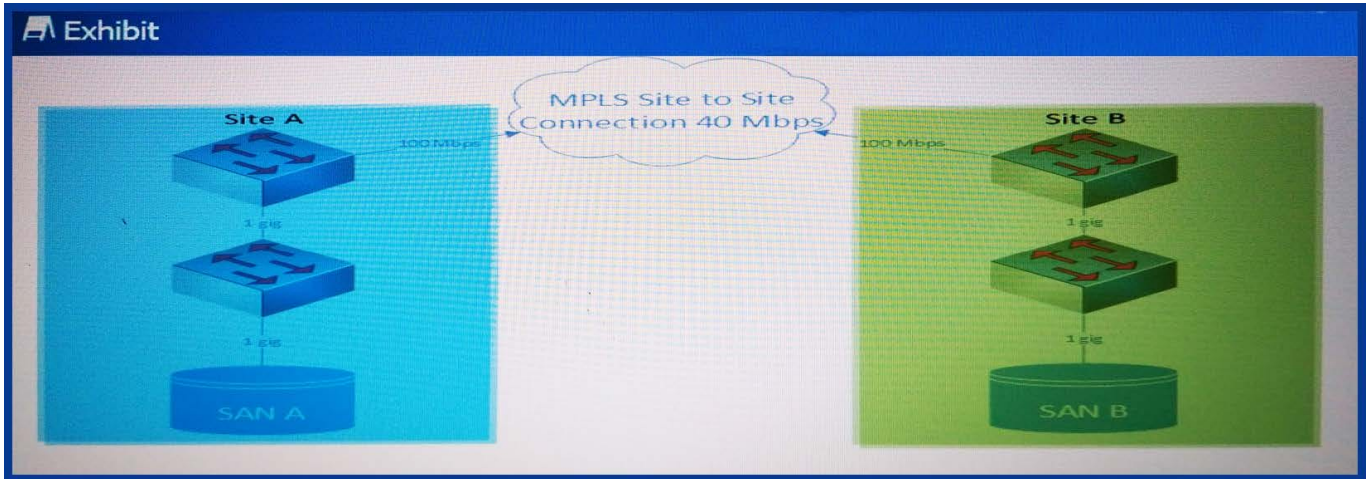 Exhibit
MPLS Site to Site
Connection 40 Mbps
Site A
100 Mbps
1 gig
1 gig
SAN A
Site B
100 Mbps
1 gig
1 gig
SAN B